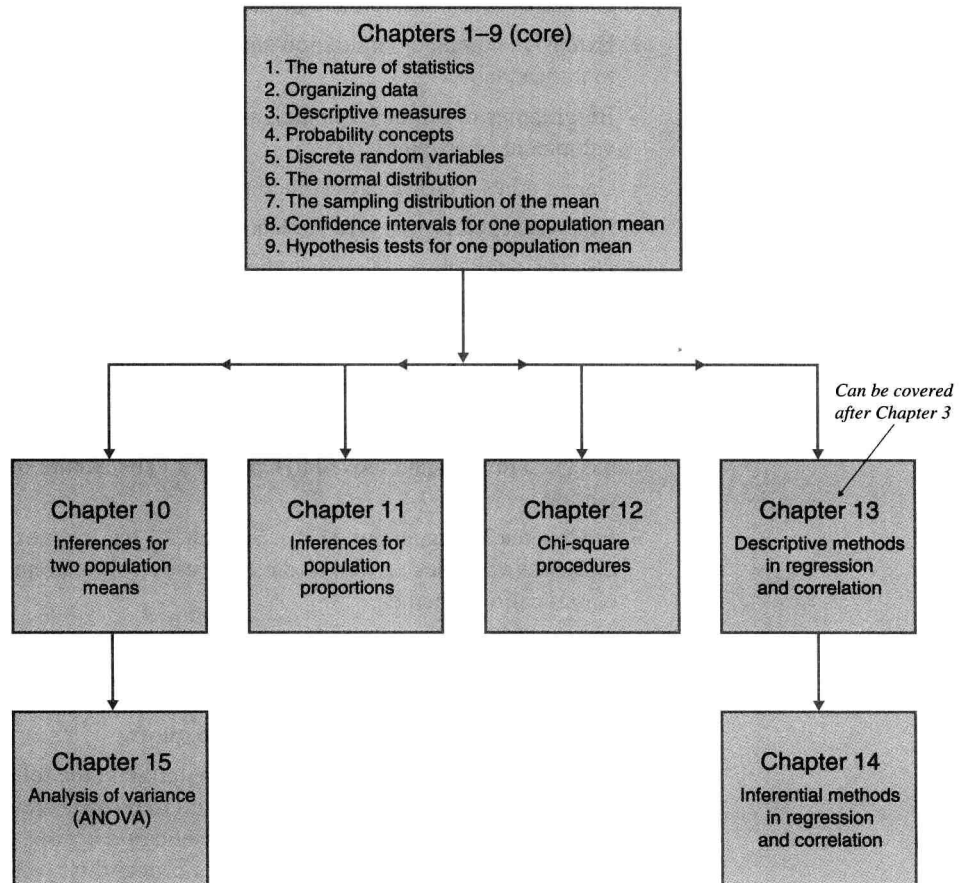 Chapters 1–9 (core)
1. The nature of statistics
2. Organizing data
3. Descriptive measures
4. Probability concepts
5. Discrete random variables
6. The normal distribution
7. The sampling distribution of the mean
8. Confidence intervals for one population mean
9. Hypothesis tests for one population mean
Can be covered
after Chapter 3
Chapter 10
Inferences for
two population
means
Chapter 11
Inferences for
population
proportions
Chapter 12
Chi-square
procedures
Chapter 13
Descriptive methods
in regression
and correlation
Chapter 15
Analysis of variance
(ANOVA)
Chapter 14
Inferential methods
in regression
and correlation